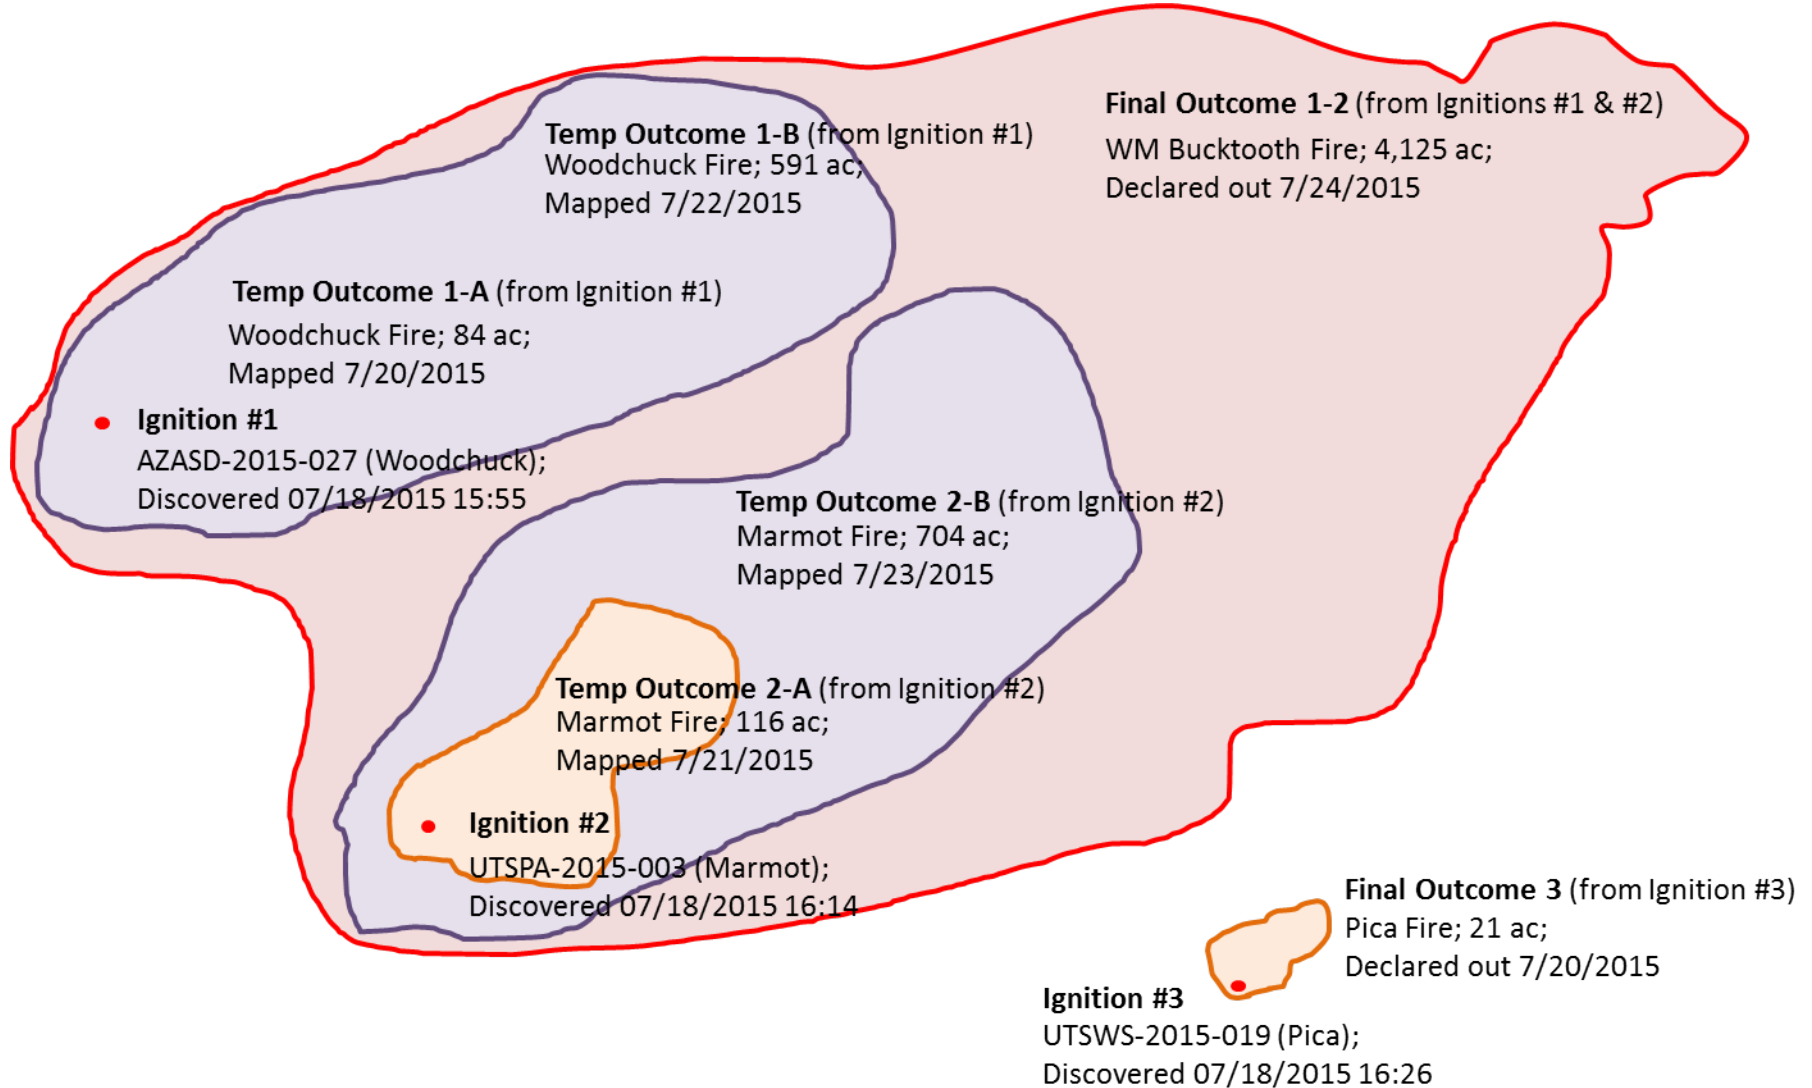 Final Outcome 1-2 (from Ignitions #1 & #2)
WM Bucktooth Fire; 4,125 ac;
Declared out 7/24/2015
Temp Outcome 1-B (from Ignition #1)
Woodchuck Fire; 591 ac;
Mapped 7/22/2015
Temp Outcome 1-A (from Ignition #1)
Woodchuck Fire; 84 ac;
Mapped 7/20/2015
Ignition #1
AZASD-2015-027 (Woodchuck);
Discovered 07/18/2015 15:55
Temp Outcome 2-B (from Ignition #2)
Marmot Fire; 704 ac;
Mapped 7/23/2015
Temp Outcome 2-A (from Ignition #2)
Marmot Fire; 116 ac;
Mapped 7/21/2015
Ignition #2
UTSPA-2015-003 (Marmot);
Discovered 07/18/2015 16:14
Final Outcome 3 (from Ignition #3)
Pica Fire; 21 ac;
Declared out 7/20/2015
Ignition #3
UTSWS-2015-019 (Pica);
Discovered 07/18/2015 16:26